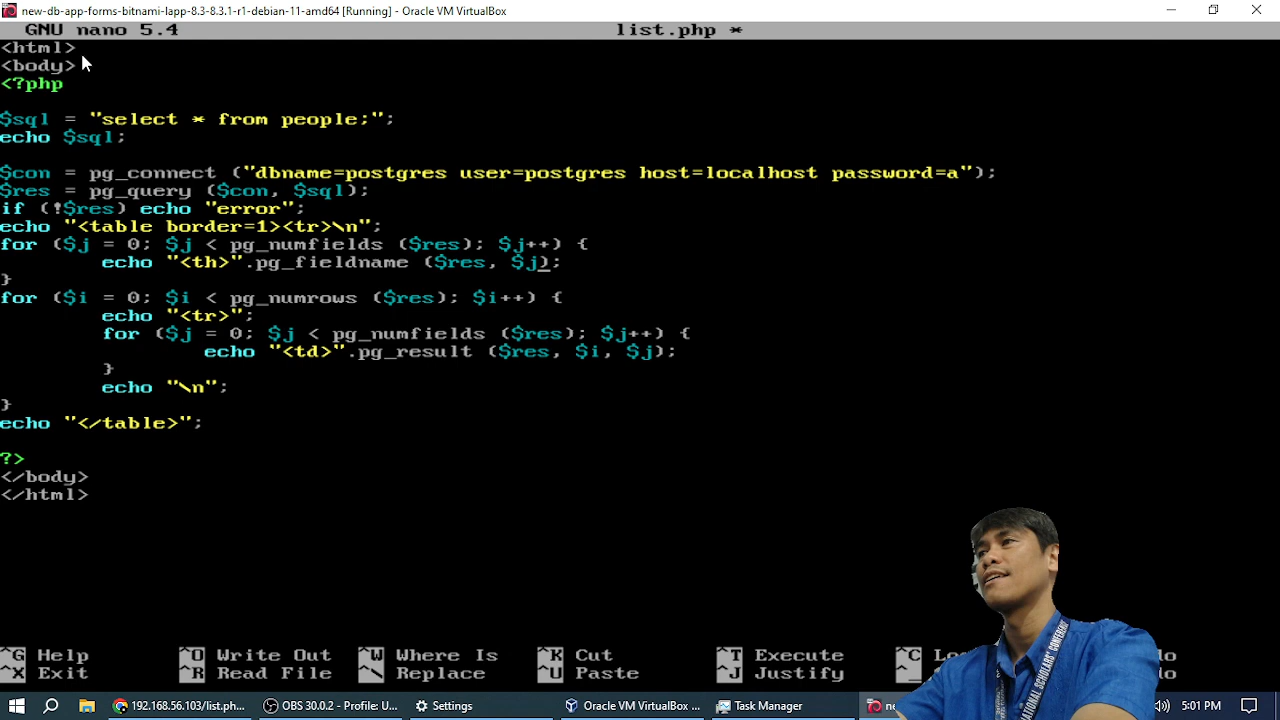 new-db-app-forms-bitnami-lapp-8.3-8.3.1-r1-debian-11-amd64 [Running] - Oracle VM VirtualBox
GNU nano 5.4 list.php *
<html>
<body>
<?php
$sql = "select * from people;";
echo $sql;
$con = pg_connect ("dbname=postgres user=postgres host=localhost password=a");
$res = pg_query ($con, $sql);
if (!$res) echo "error";
echo "<table border=1><tr>\n";
for ($j = 0; $j < pg_numfields ($res); $j++) {
echo "<th>".pg_fieldname ($res, $j);
}
for ($i = 0; $i < pg_numrows ($res); $i++) {
echo "<tr>";
for ($j = 0; $j < pg_numfields ($res); $j++) {
echo "<td>".pg_result ($res, $i, $j);
}
echo "\n";
}
echo "</table>";
?>
</body>
</html>
^G Help ^O Write Out ^W Where Is ^K Cut ^T Execute ^C
^X Exit ^R Read File ^\ Replace ^U Paste ^J Justify ^_
NATIONAL SCHOLARS' CONFERENCE
192.168.56.103/list.ph... OBS 30.0.2 - Profile: U... Settings Oracle VM VirtualBox ... Task Manager 5:01 PM